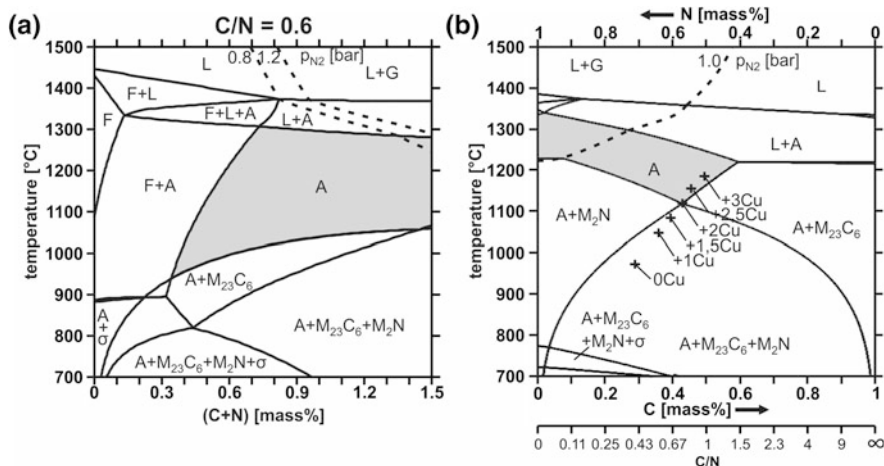 (a)
C/N = 0.6
1500
1400
1300
1200
1100
1000
900
800
700
temperature [°C]
0.8
1.2
p_N2 [bar]
L
L+G
F+L
F+L+A
L+A
F
F+A
A
A+M23C6
A
+
σ
A+M23C6+M2N
A+M23C6+M2N+σ
0 0.3 0.6 0.9 1.2 1.5
(C+N) [mass%]
(b)
N [mass%]
1 0.8 0.6 0.4 0.2 0
1500
1400
1300
1200
1100
1000
900
800
700
temperature [°C]
1.0
p_N2 [bar]
L+G
L
L+A
A
A+M2N
+3Cu
+2,5Cu
+2Cu
+1,5Cu
+1Cu
0Cu
A+M23C6
A+M23C6
+M2N+σ
A+M23C6+M2N
0 0.2 0.4 0.6 0.8 1
C [mass%]
0 0.11 0.25 0.43 0.67 1 1.5 2.3 4 9 ∞
C/N